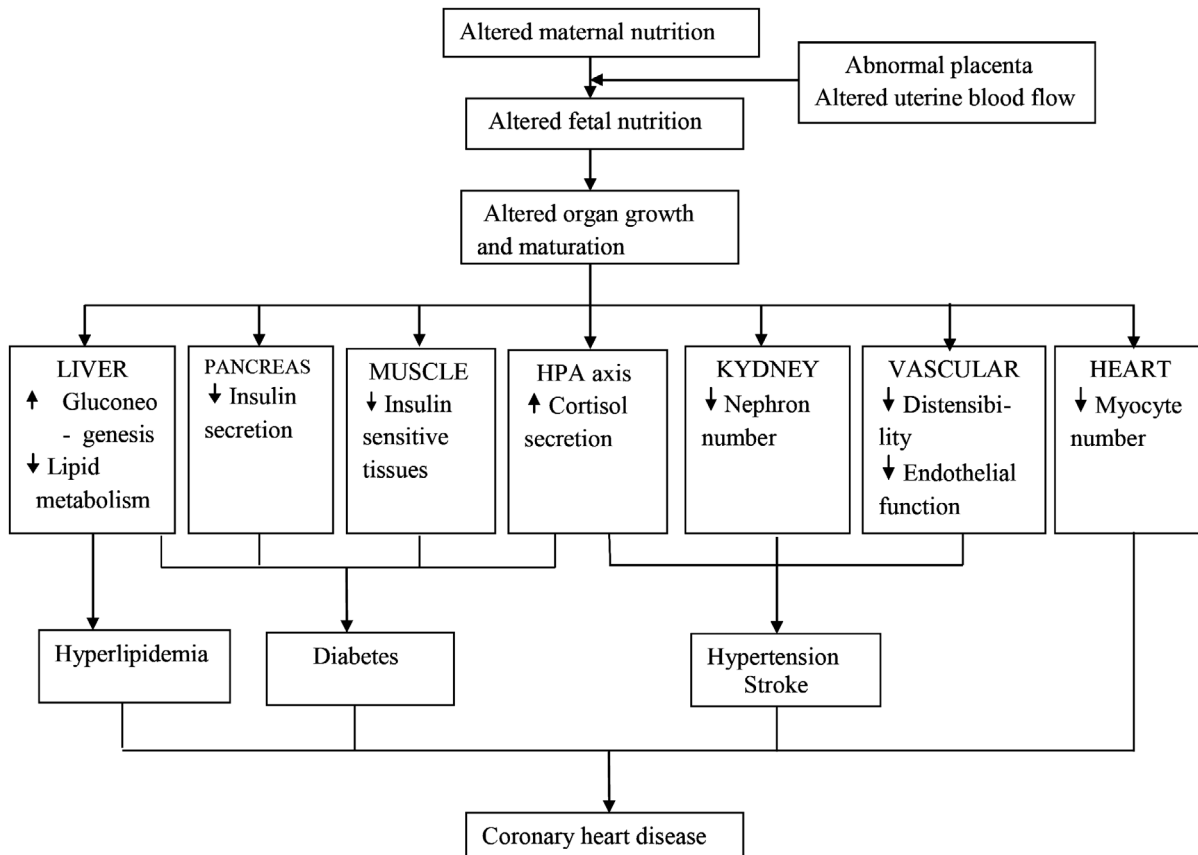 Altered maternal nutrition
Abnormal placenta
Altered uterine blood flow
Altered fetal nutrition
Altered organ growth
and maturation
LIVER
↑ Gluconeo
- genesis
↓ Lipid
metabolism
PANCREAS
↓ Insulin
secretion
MUSCLE
↓ Insulin
sensitive
tissues
HPA axis
↑ Cortisol
secretion
KYDNEY
↓ Nephron
number
VASCULAR
↓ Distensibi-
lity
↓ Endothelial
function
HEART
↓ Myocyte
number
Hyperlipidemia
Diabetes
Hypertension
Stroke
Coronary heart disease